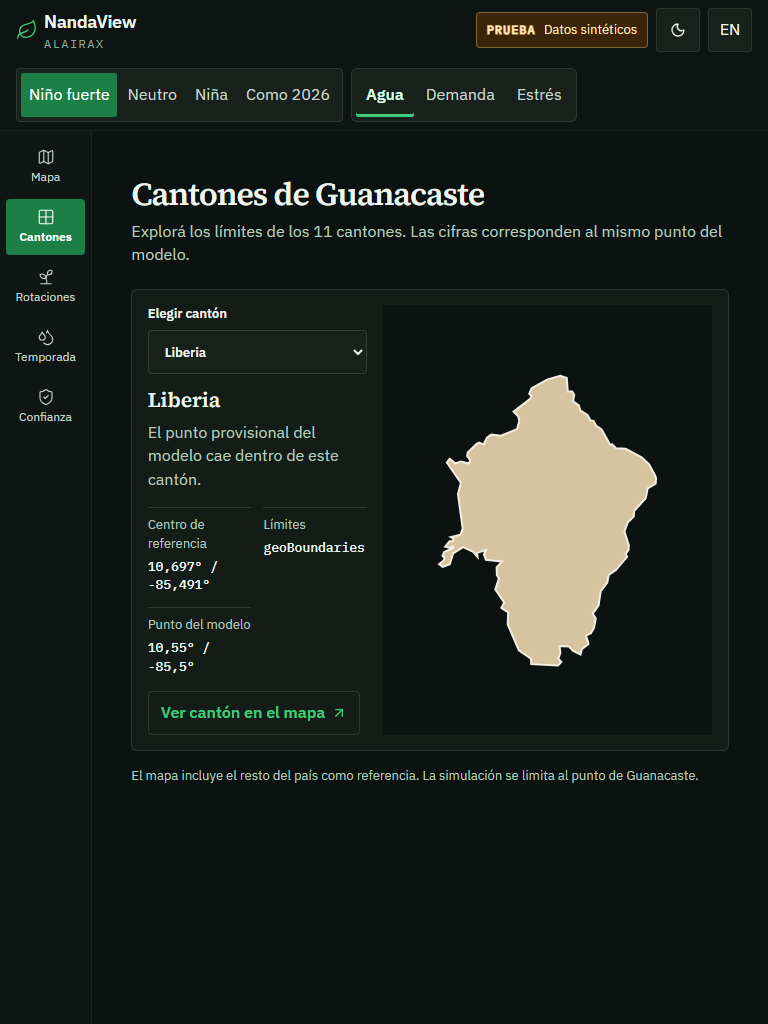 NandaView
ALAIRAX
PRUEBA Datos sintéticos
EN
Niño fuerte
Neutro
Niña
Como 2026
Agua
Demanda
Estrés
Mapa
Cantones
Rotaciones
Temporada
Confianza
Cantones de Guanacaste
Explorá los límites de los 11 cantones. Las cifras corresponden al mismo punto del
modelo.
Elegir cantón
Liberia
Liberia
El punto provisional del
modelo cae dentro de este
cantón.
Centro de
referencia
10,697° /
-85,491°
Límites
geoBoundaries
Punto del modelo
10,55° /
-85,5°
Ver cantón en el mapa
El mapa incluye el resto del país como referencia. La simulación se limita al punto de Guanacaste.